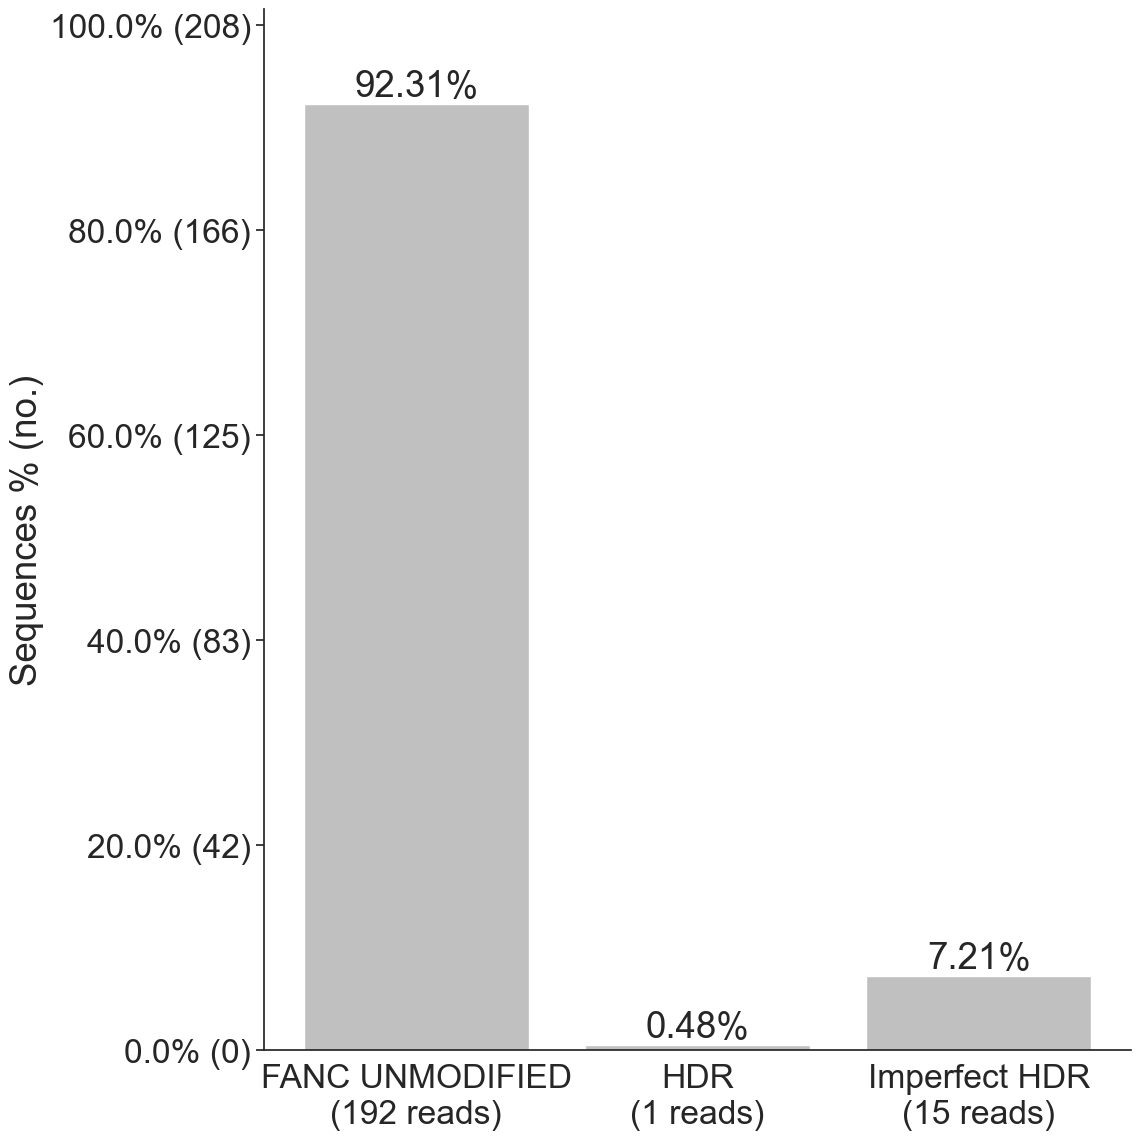 Sequences % (no.)
100.0% (208)
80.0% (166)
60.0% (125)
40.0% (83)
20.0% (42)
0.0% (0)
92.31%
0.48%
7.21%
FANC UNMODIFIED
(192 reads)
HDR
(1 reads)
Imperfect HDR
(15 reads)